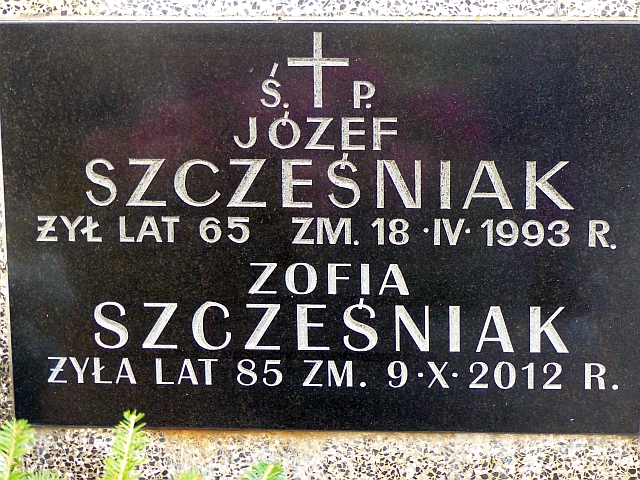 Ś. P.
JÓZEF
SZCZEŚNIAK
ŻYŁ LAT 65 ZM. 18·IV·1993 R.
ZOFIA
SZCZEŚNIAK
ŻYŁA LAT 85 ZM. 9·X·2012 R.